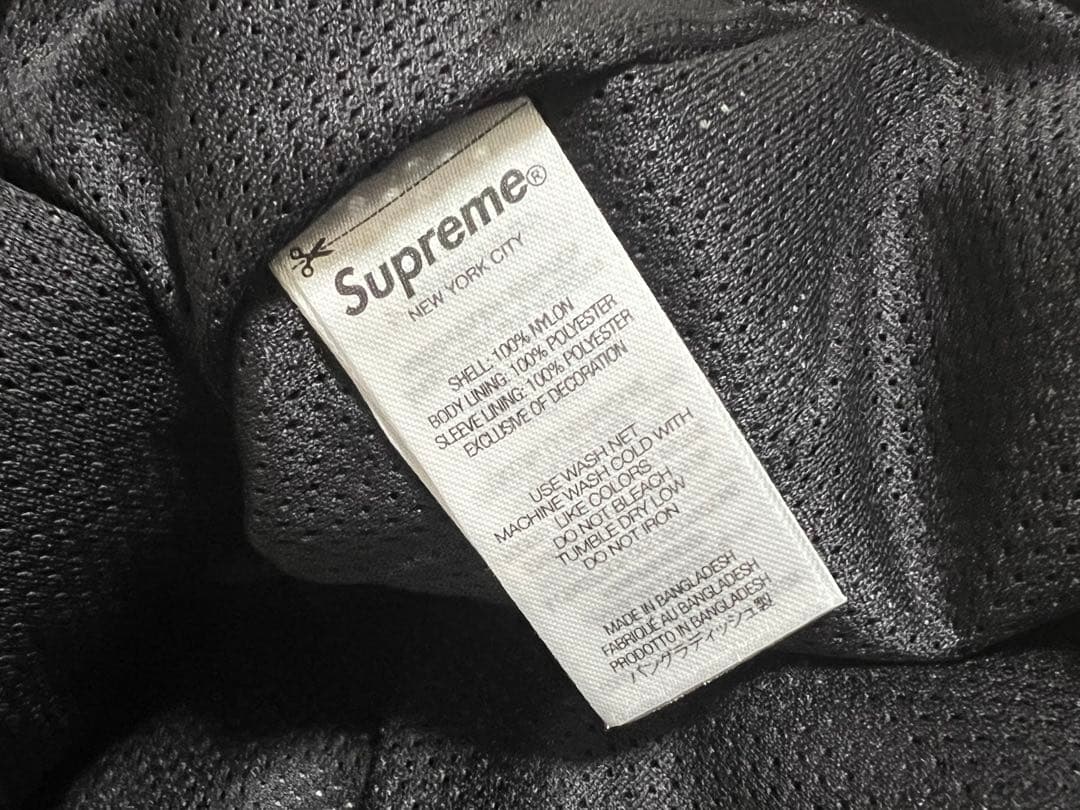 Supreme®
NEW YORK CITY
SHELL: 100% NYLON
BODY LINING: 100% POLYESTER
SLEEVE LINING: 100% POLYESTER
EXCLUSIVE OF DECORATION
USE WASH NET
MACHINE WASH COLD WITH
LIKE COLORS
DO NOT BLEACH
TUMBLE DRY LOW
DO NOT IRON
MADE IN BANGLADESH
FABRIQUÉ AU BANGLADESH
PRODOTTO IN BANGLADESH
バングラディッシュ製